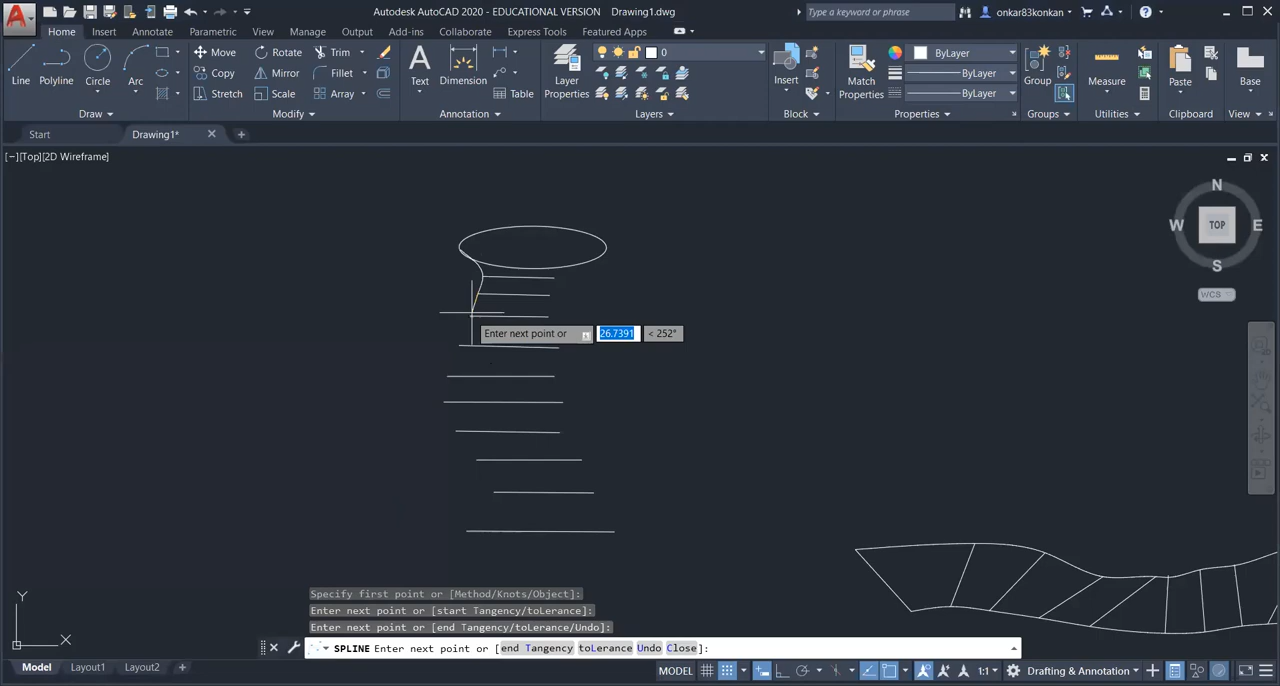 Autodesk AutoCAD 2020 - EDUCATIONAL VERSION Drawing1.dwg
Type a keyword or phrase
onkar83konkan
Home Insert Annotate Parametric View Manage Output Add-ins Collaborate Express Tools Featured Apps
Line Polyline Circle Arc
Move Rotate Trim
Copy Mirror Fillet
Stretch Scale Array
Text Dimension
Table
Layer
Properties
0
Insert
Match
Properties
ByLayer
ByLayer
ByLayer
Group
Measure
Paste
Base
Draw Modify Annotation Layers Block Properties Groups Utilities Clipboard View
Start Drawing1*
[−][Top][2D Wireframe]
N
W TOP E
S
WCS
Enter next point or 26.7391 < 252°
Y
X
Specify first point or [Method/Knots/Object]:
Enter next point or [start Tangency/toLerance]:
Enter next point or [end Tangency/toLerance/Undo]:
SPLINE Enter next point or [end Tangency toLerance Undo Close]:
Model Layout1 Layout2
MODEL 1:1 Drafting & Annotation